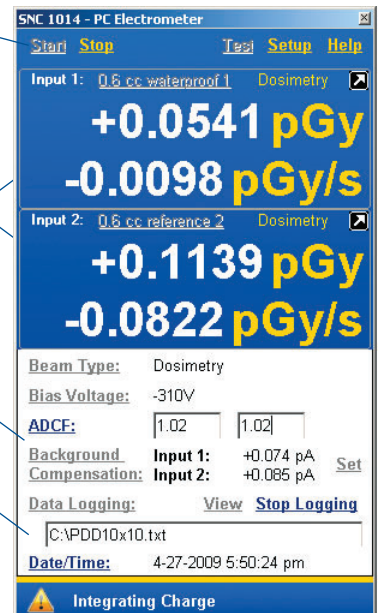 SNC 1014 - PC Electrometer
Start Stop Test Setup Help
Input 1: 0.6 cc waterproof 1 Dosimetry
+0.0541 pGy
-0.0098 pGy/s
Input 2: 0.6 cc reference 2 Dosimetry
+0.1139 pGy
-0.0822 pGy/s
Beam Type: Dosimetry
Bias Voltage: -310V
ADCF: 1.02 1.02
Background Compensation: Input 1: +0.074 pA
Input 2: +0.085 pA Set
Data Logging: View Stop Logging
C:\PDD10x10.txt
Date/Time: 4-27-2009 5:50:24 pm
Integrating Charge